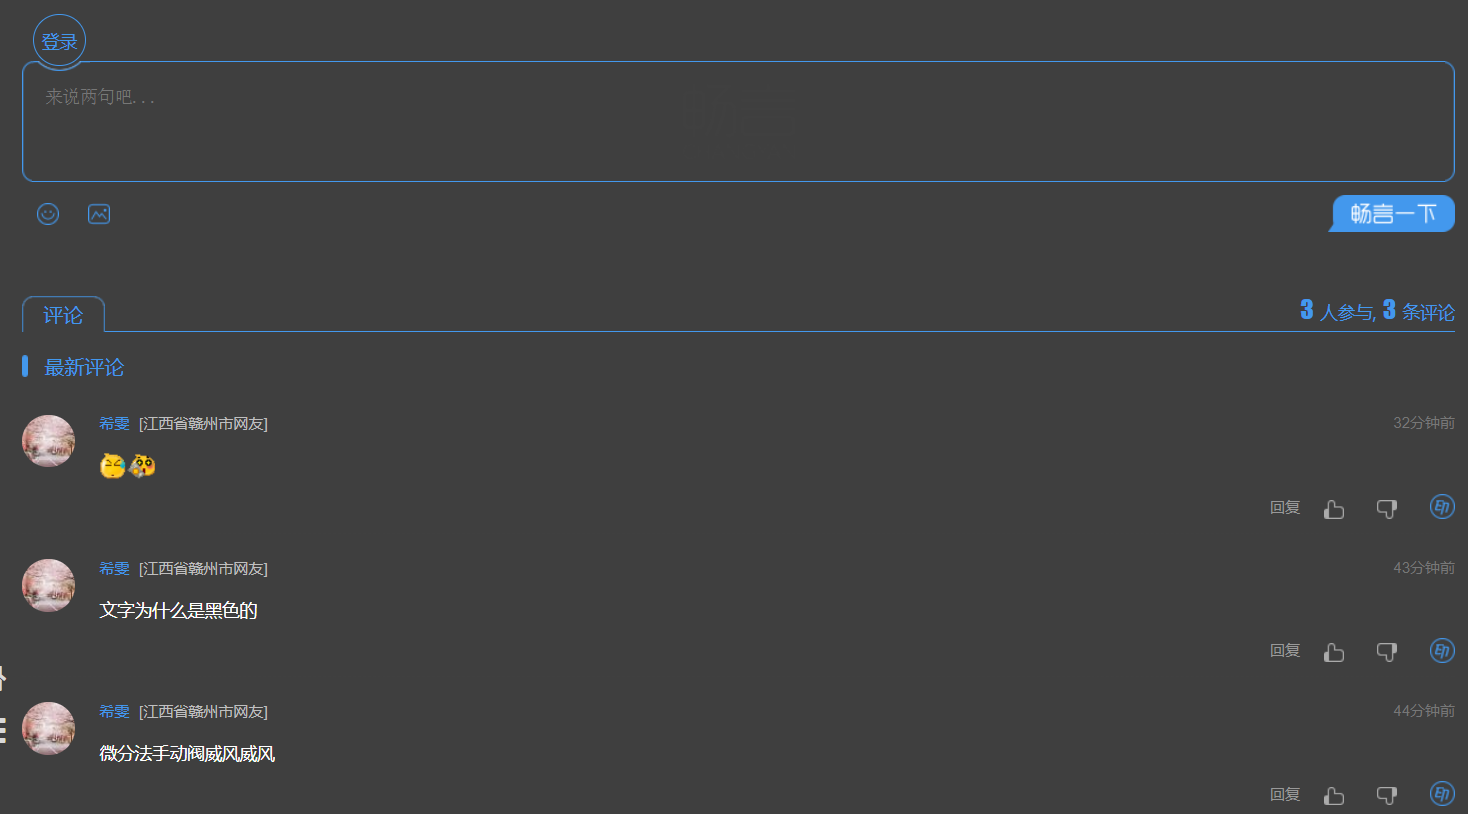 登录
来说两句吧...
畅言一下
评论
3 人参与, 3 条评论
最新评论
希雯 [江西省赣州市网友] 32分钟前
回复 印
希雯 [江西省赣州市网友] 43分钟前
文字为什么是黑色的
回复 印
希雯 [江西省赣州市网友] 44分钟前
微分法手动阀威风威风
回复 印